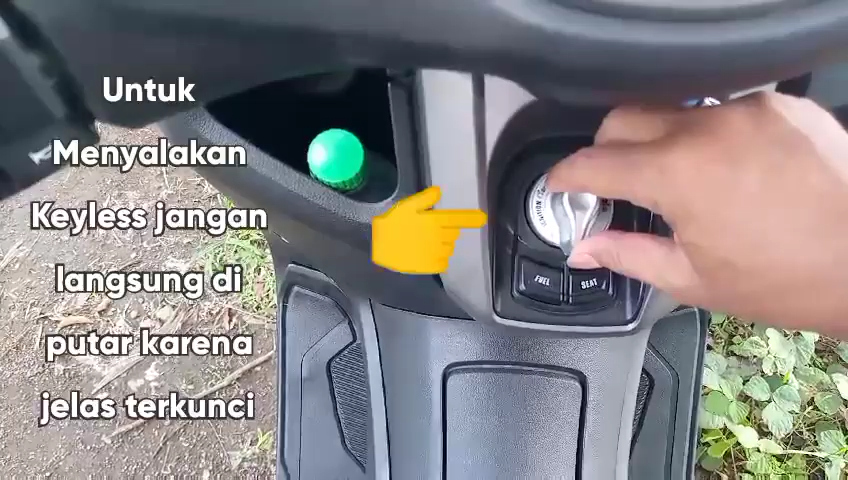 Untuk
Menyalakan
Keyless jangan
langsung di
putar karena
jelas terkunci
FUEL
SEAT